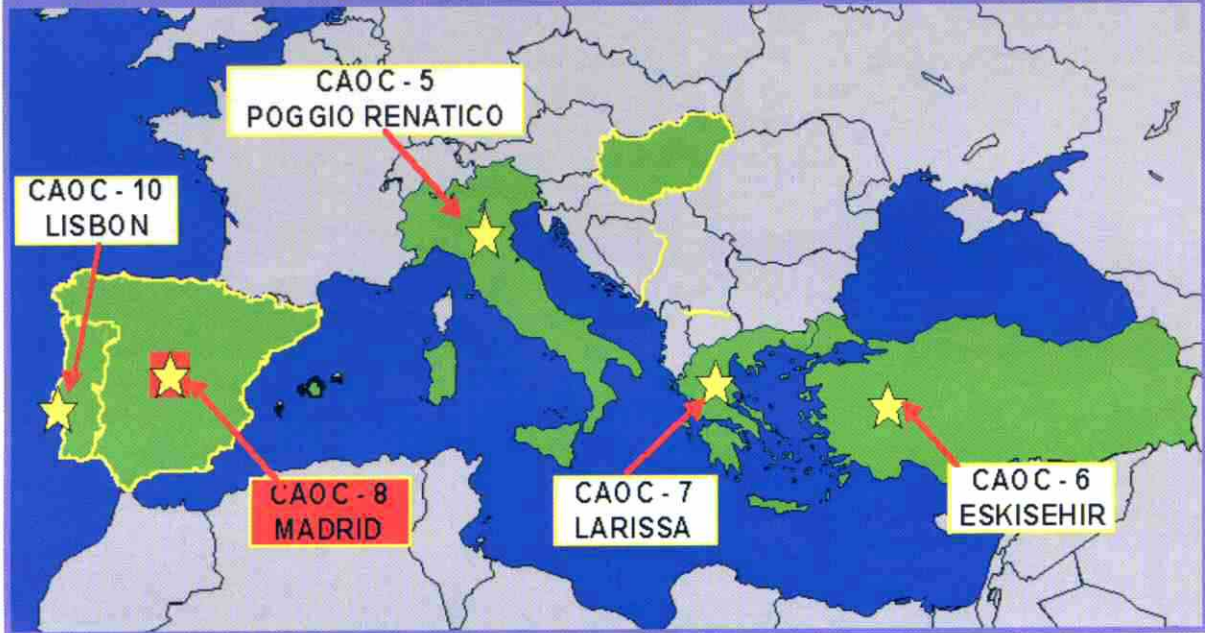 CAOC - 5
POGGIO RENATICO
CAOC - 10
LISBON
CAOC - 8
MADRID
CAOC - 7
LARISSA
CAOC - 6
ESKISEHIR